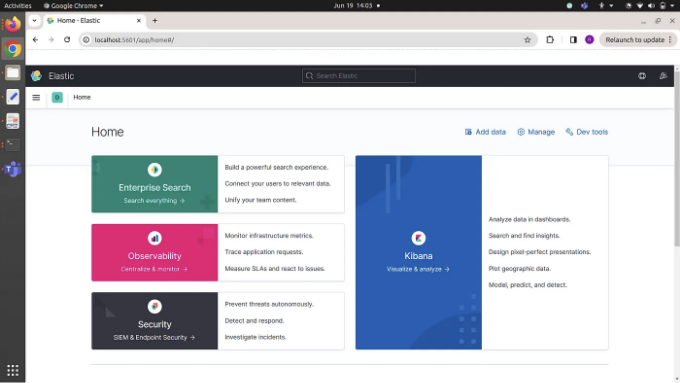 Activities
Google Chrome
Jun 19 14:03
Home - Elastic
localhost:5601/app/home#/
Relaunch to update
Elastic
Search Elastic
D
Home
Home
Add data
Manage
Dev tools
Enterprise Search
Search everything →
Build a powerful search experience.
Connect your users to relevant data.
Unify your team content.
Observability
Centralize & monitor →
Monitor infrastructure metrics.
Trace application requests.
Measure SLAs and react to issues.
Security
SIEM & Endpoint Security →
Prevent threats autonomously.
Detect and respond.
Investigate incidents.
Kibana
Visualize & analyze →
Analyze data in dashboards.
Search and find insights.
Design pixel-perfect presentations.
Plot geographic data.
Model, predict, and detect.